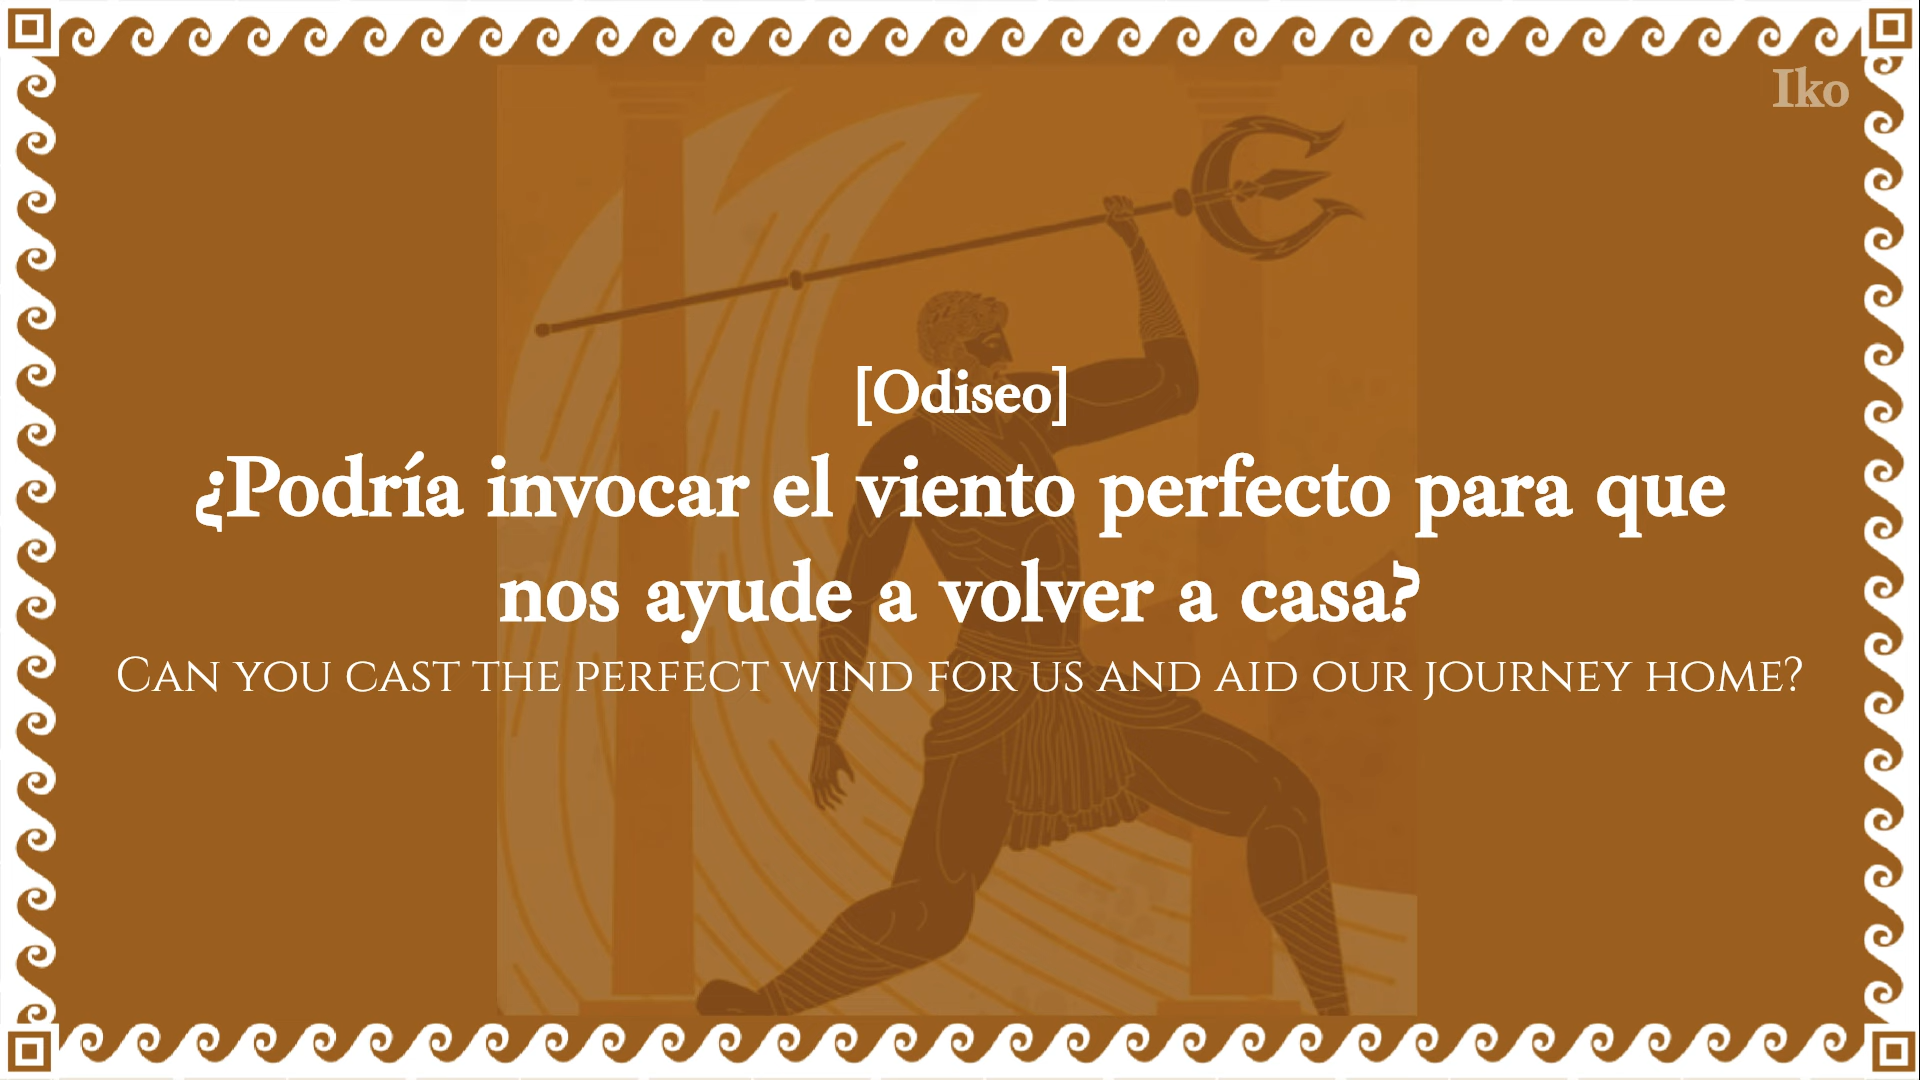 Iko
[Odiseo]
¿Podría invocar el viento perfecto para que
nos ayude a volver a casa?
Can you cast the perfect wind for us and aid our journey home?